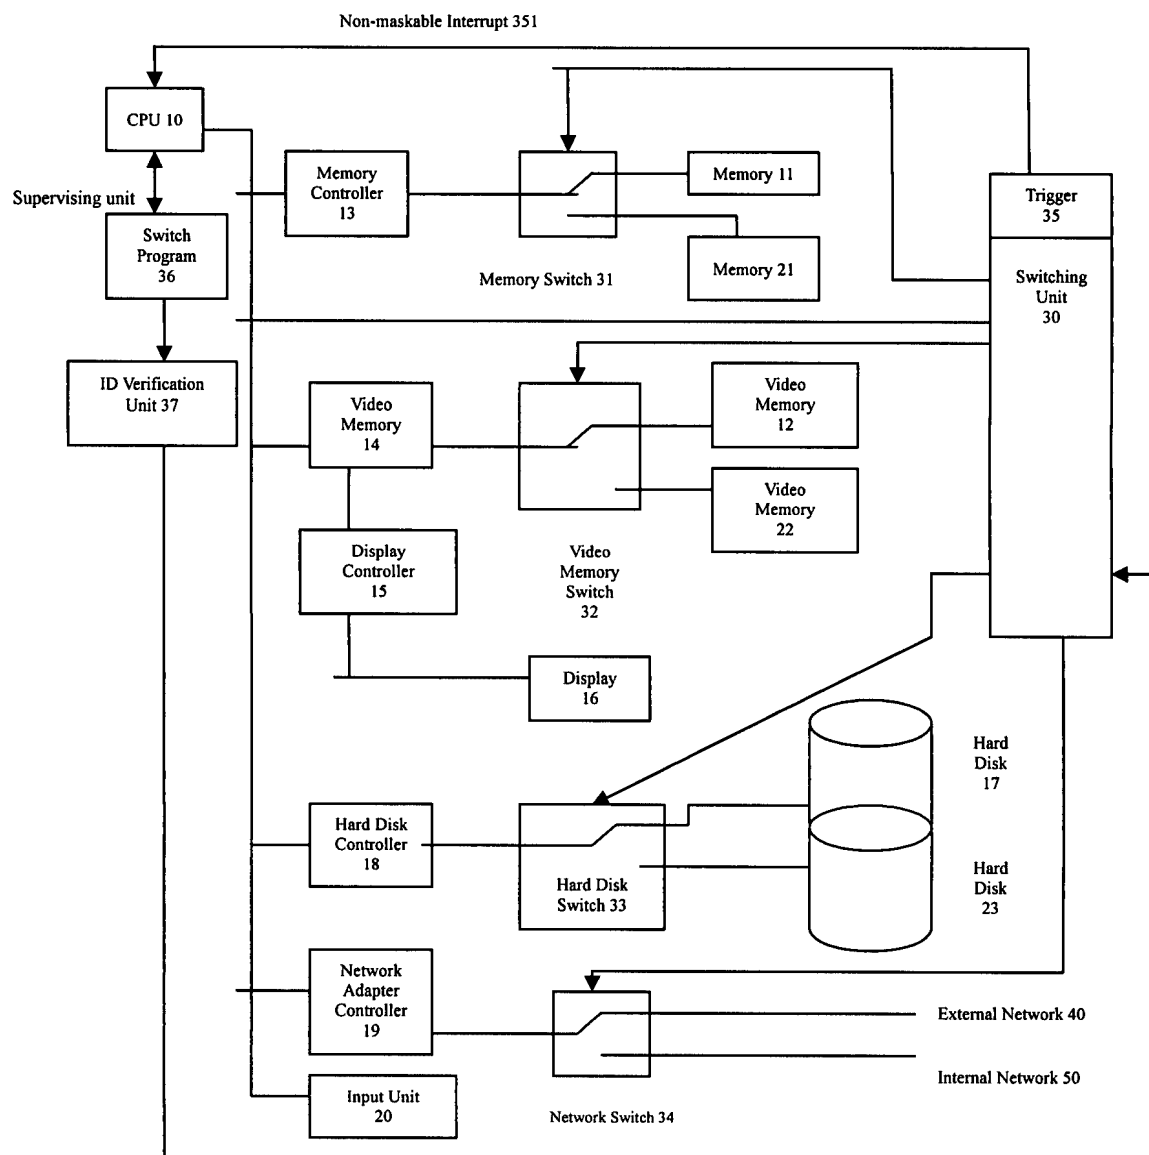 Non-maskable Interrupt 351
CPU 10
Supervising unit
Switch
Program
36
ID Verification
Unit 37
Memory
Controller
13
Memory 11
Memory 21
Memory Switch 31
Trigger
35
Switching
Unit
30
Video
Memory
14
Video
Memory
12
Video
Memory
22
Display
Controller
15
Video
Memory
Switch
32
Display
16
Hard
Disk
17
Hard Disk
Controller
18
Hard Disk
Switch 33
Hard
Disk
23
Network
Adapter
Controller
19
External Network 40
Internal Network 50
Input Unit
20
Network Switch 34